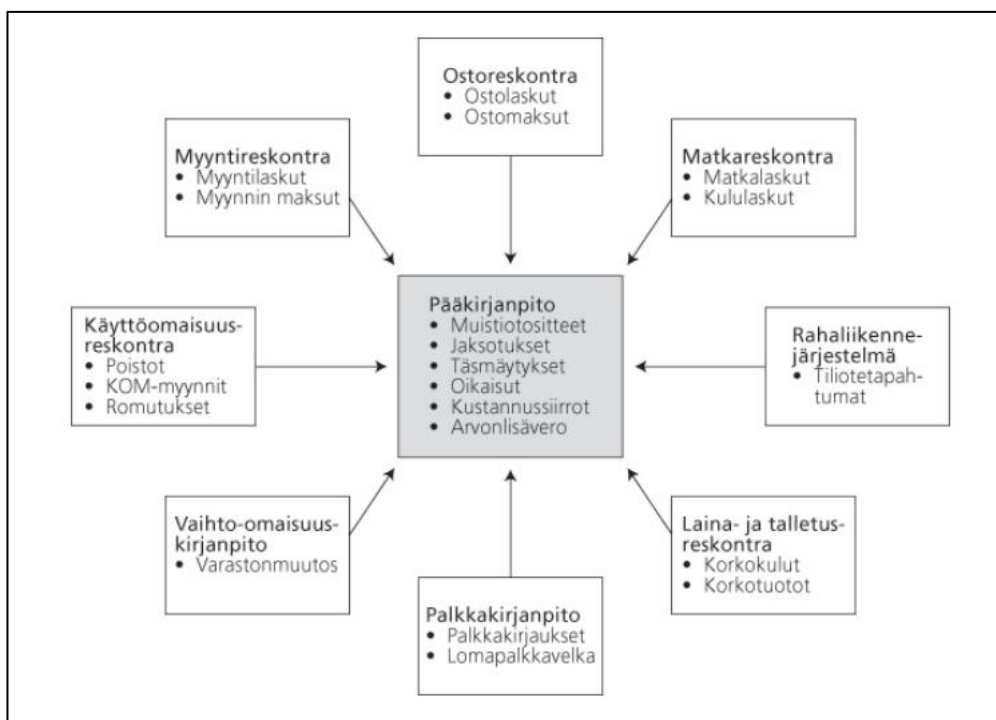 Ostoreskontra
• Ostolaskut
• Ostomaksut
Myyntireskontra
• Myyntilaskut
• Myynnin maksut
Matkareskontra
• Matkalaskut
• Kululaskut
Pääkirjanpito
• Muistiotositteet
• Jaksotukset
• Täsmäytykset
• Oikaisut
• Kustannussiirrot
• Arvonlisävero
Käyttöomaisuus-
reskontra
• Poistot
• KOM-myynnit
• Romutukset
Rahaliikenne-
järjestelmä
• Tiliotetapah-
tumat
Vaihto-omaisuus-
kirjanpito
• Varastonmuutos
Laina- ja talletus-
reskontra
• Korkokulut
• Korkotuotot
Palkkakirjanpito
• Palkkakirjaukset
• Lomapalkkavelka